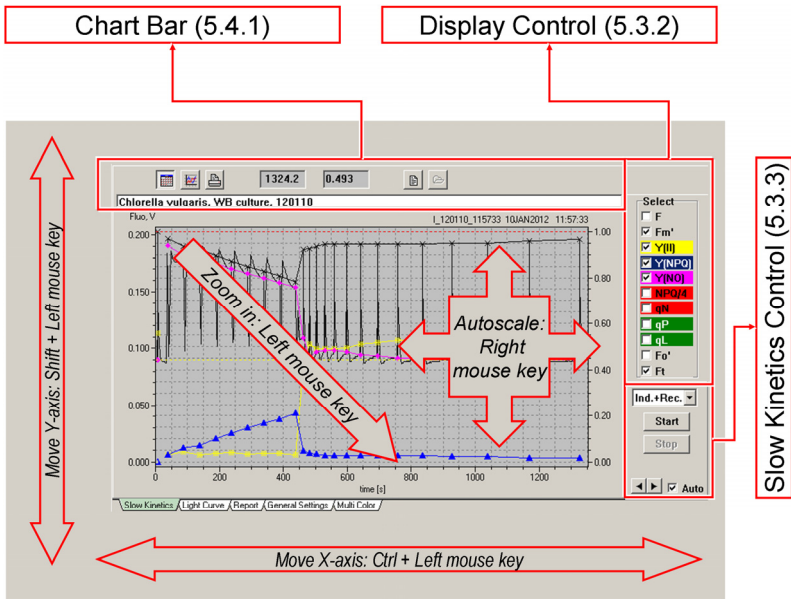 Chart Bar (5.4.1)
Display Control (5.3.2)
Slow Kinetics Control (5.3.3)
1324.2
0.493
Chlorella vulgaris, WB culture, 120110
Fluo, V
I_120110_115733 10JAN2012 11:57:33
0.200
0.150
0.100
0.050
0.000
1.00
0.80
0.60
0.40
0.20
0.00
0
200
400
600
800
1000
1200
time [s]
Zoom in: Left mouse key
Autoscale:
Right
mouse key
Move Y-axis: Shift + Left mouse key
Move X-axis: Ctrl + Left mouse key
Select
F
Fm'
Y(II)
Y(NPQ)
Y(NO)
NPQ/4
qN
qP
qL
Fo'
Ft
Ind.+Rec.
Start
Stop
Auto
Slow Kinetics
Light Curve
Report
General Settings
Multi Color